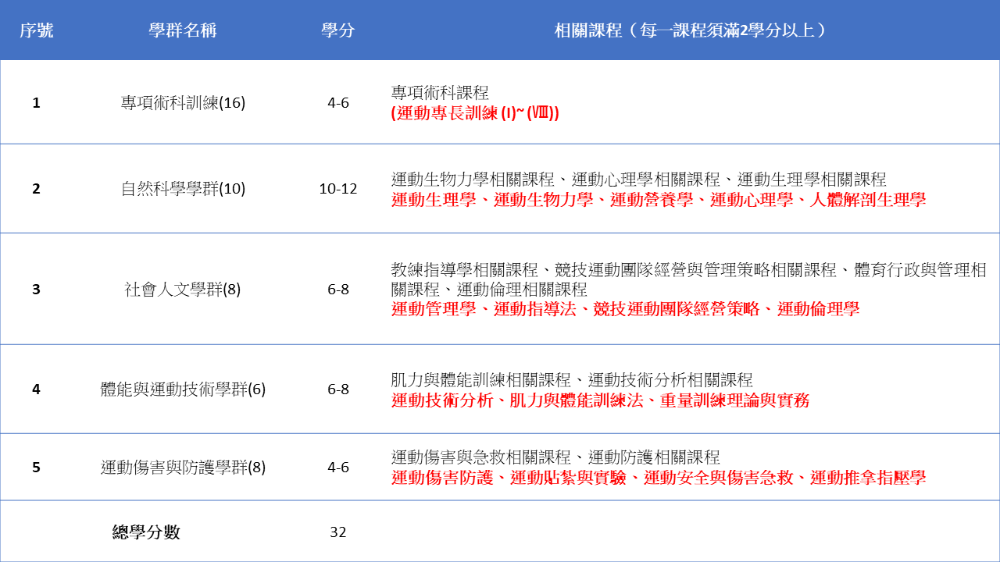 序號 學群名稱 學分 相關課程（每一課程須滿2學分以上）
1 專項術科訓練(16) 4-6 專項術科課程
(運動專長訓練 (I)~ (Ⅷ))
2 自然科學學群(10) 10-12 運動生物力學相關課程、運動心理學相關課程、運動生理學相關課程
運動生理學、運動生物力學、運動營養學、運動心理學、人體解剖生理學
3 社會人文學群(8) 6-8 教練指導學相關課程、競技運動團隊經營與管理策略相關課程、體育行政與管理相
關課程、運動倫理相關課程
運動管理學、運動指導法、競技運動團隊經營策略、運動倫理學
4 體能與運動技術學群(6) 6-8 肌力與體能訓練相關課程、運動技術分析相關課程
運動技術分析、肌力與體能訓練法、重量訓練理論與實務
5 運動傷害與防護學群(8) 4-6 運動傷害與急救相關課程、運動防護相關課程
運動傷害防護、運動貼紮與實驗、運動安全與傷害急救、運動推拿指壓學
總學分數 32